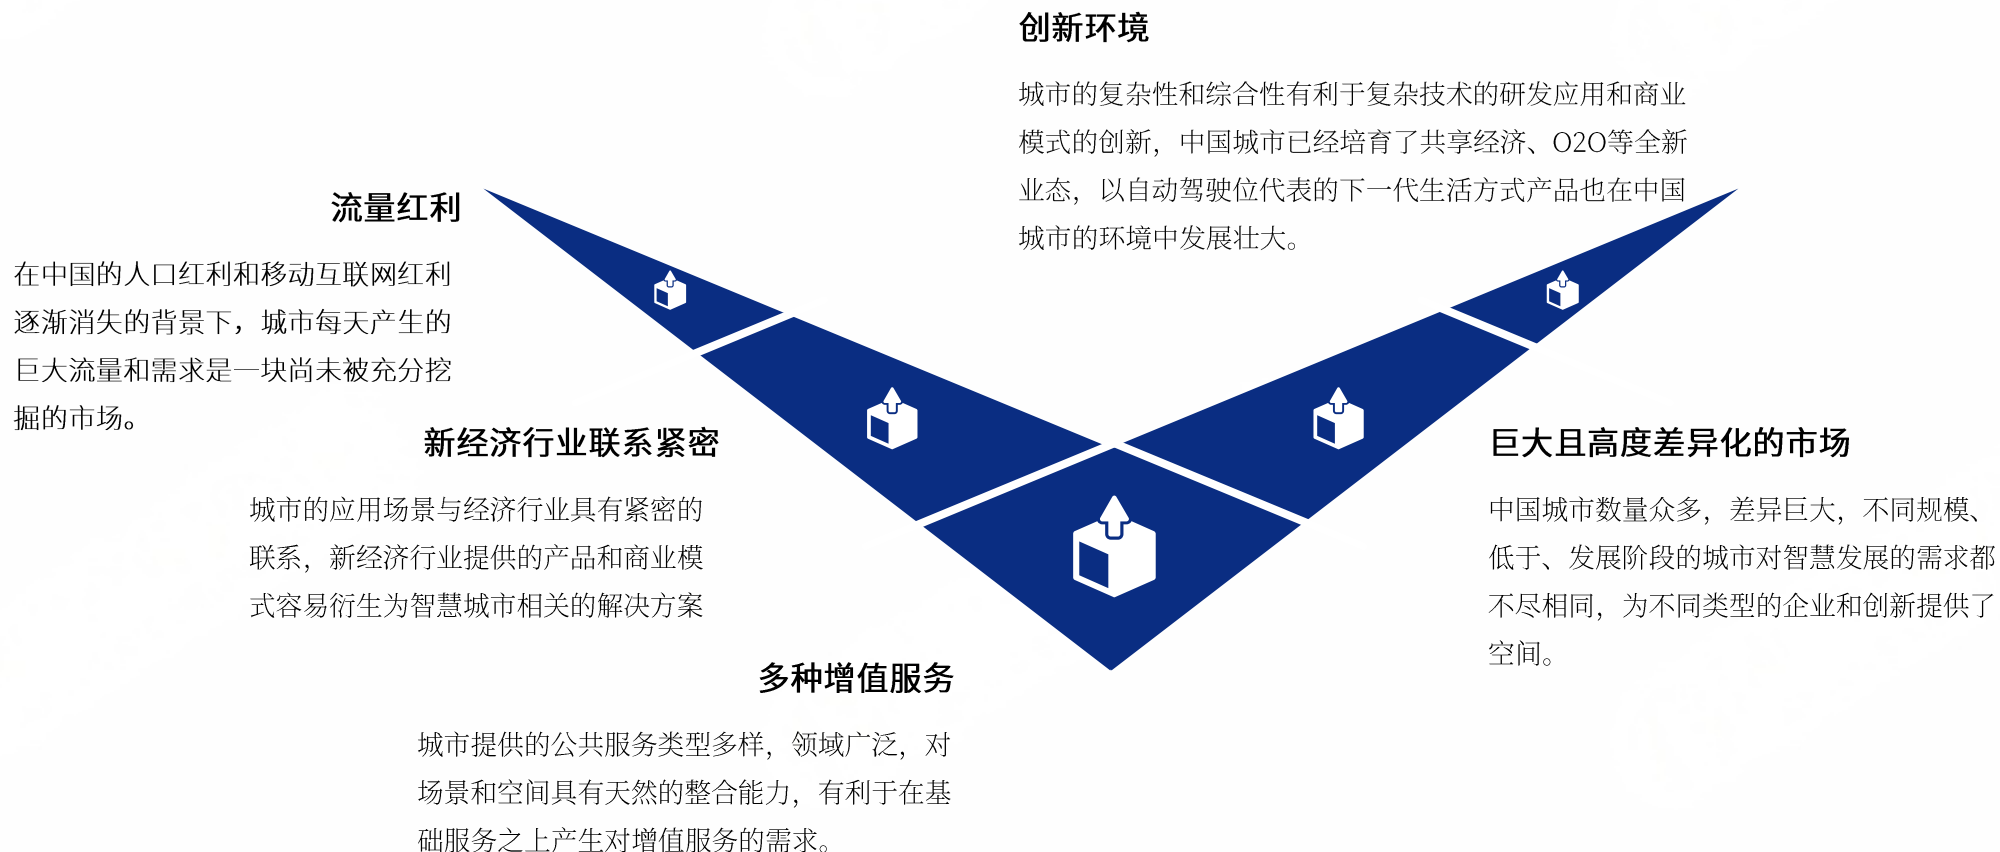 创新环境
城市的复杂性和综合性有利于复杂技术的研发应用和商业
模式的创新，中国城市已经培育了共享经济、O2O等全新
业态，以自动驾驶位代表的下一代生活方式产品也在中国
城市的环境中发展壮大。
流量红利
在中国的人口红利和移动互联网红利
逐渐消失的背景下，城市每天产生的
巨大流量和需求是一块尚未被充分挖
掘的市场。
新经济行业联系紧密
城市的应用场景与经济行业具有紧密的
联系，新经济行业提供的产品和商业模
式容易衍生为智慧城市相关的解决方案
巨大且高度差异化的市场
中国城市数量众多，差异巨大，不同规模、
低于、发展阶段的城市对智慧发展的需求都
不尽相同，为不同类型的企业和创新提供了
空间。
多种增值服务
城市提供的公共服务类型多样，领域广泛，对
场景和空间具有天然的整合能力，有利于在基
础服务之上产生对增值服务的需求。